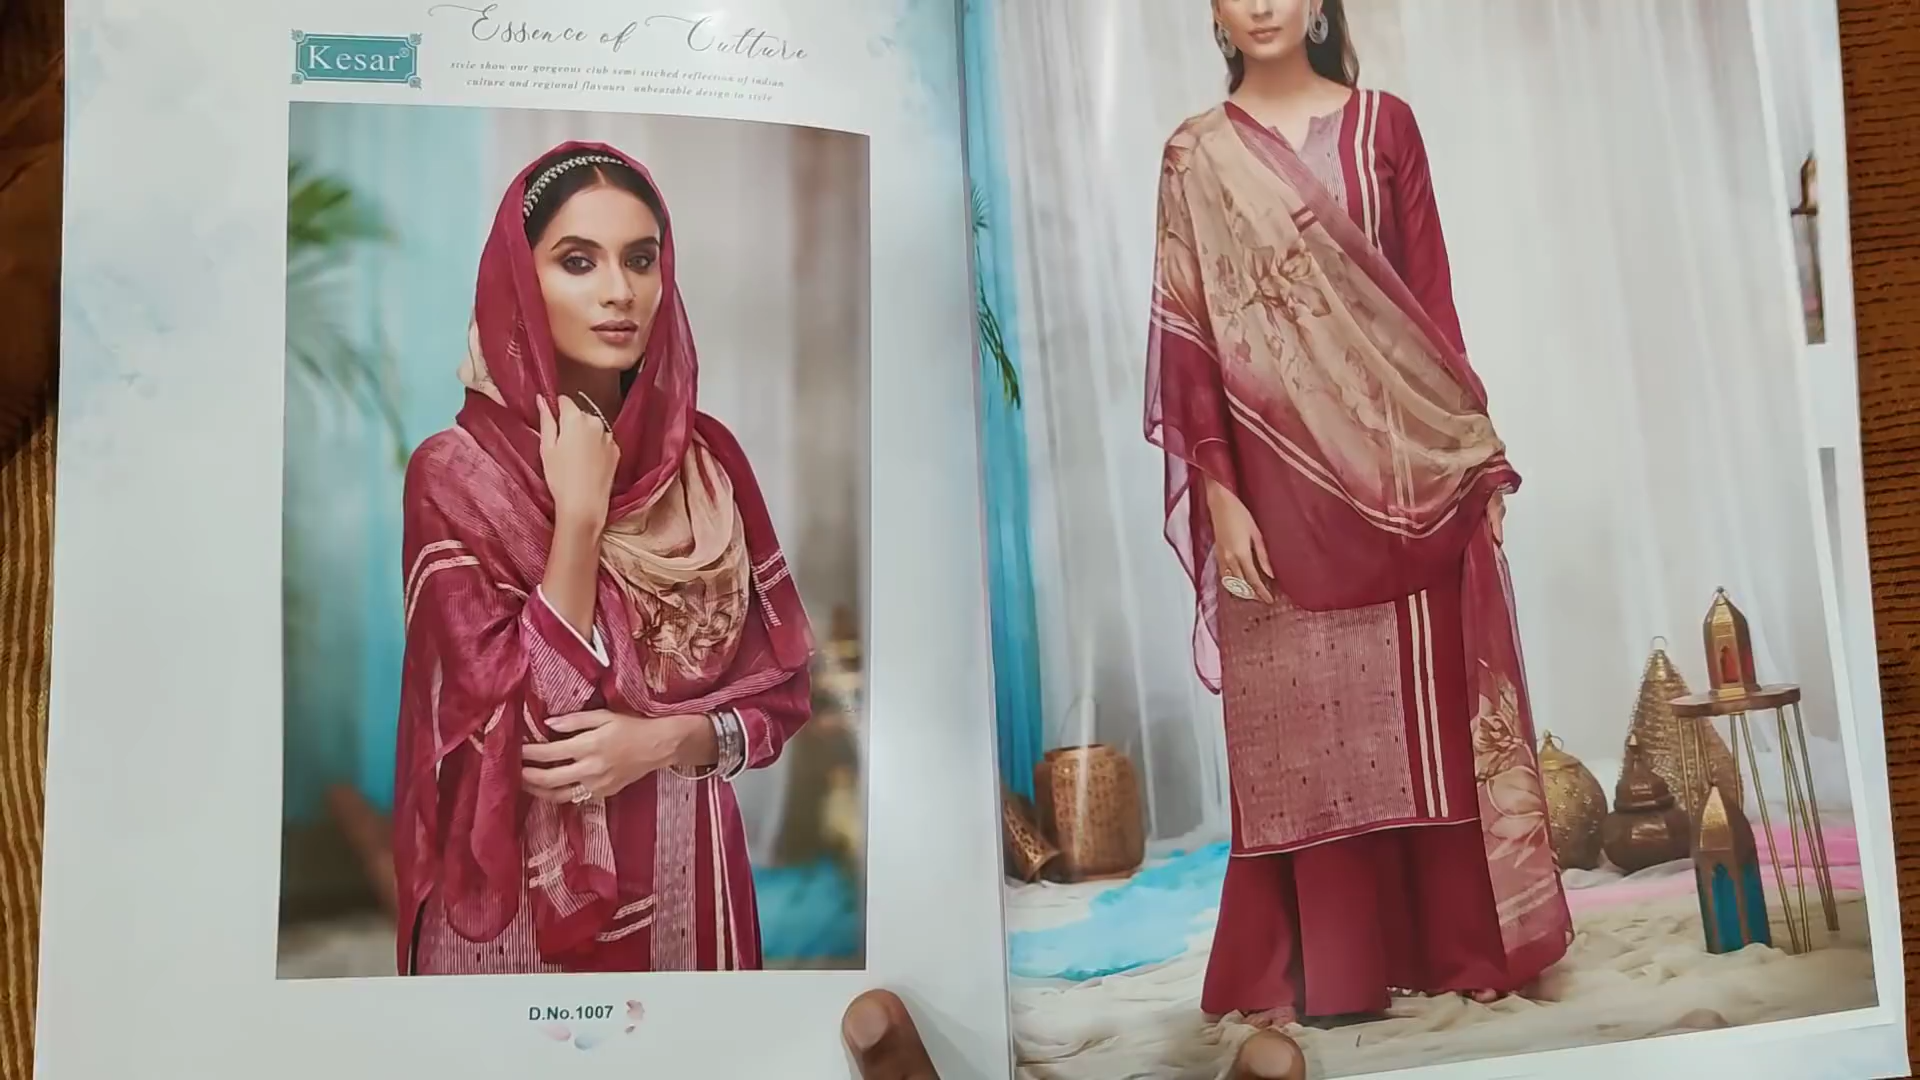 Essence of Culture
Kesar®
style show our gorgeous club semi stiched reflection of indian
culture and regional flavours unbeatable design in style
D.No.1007